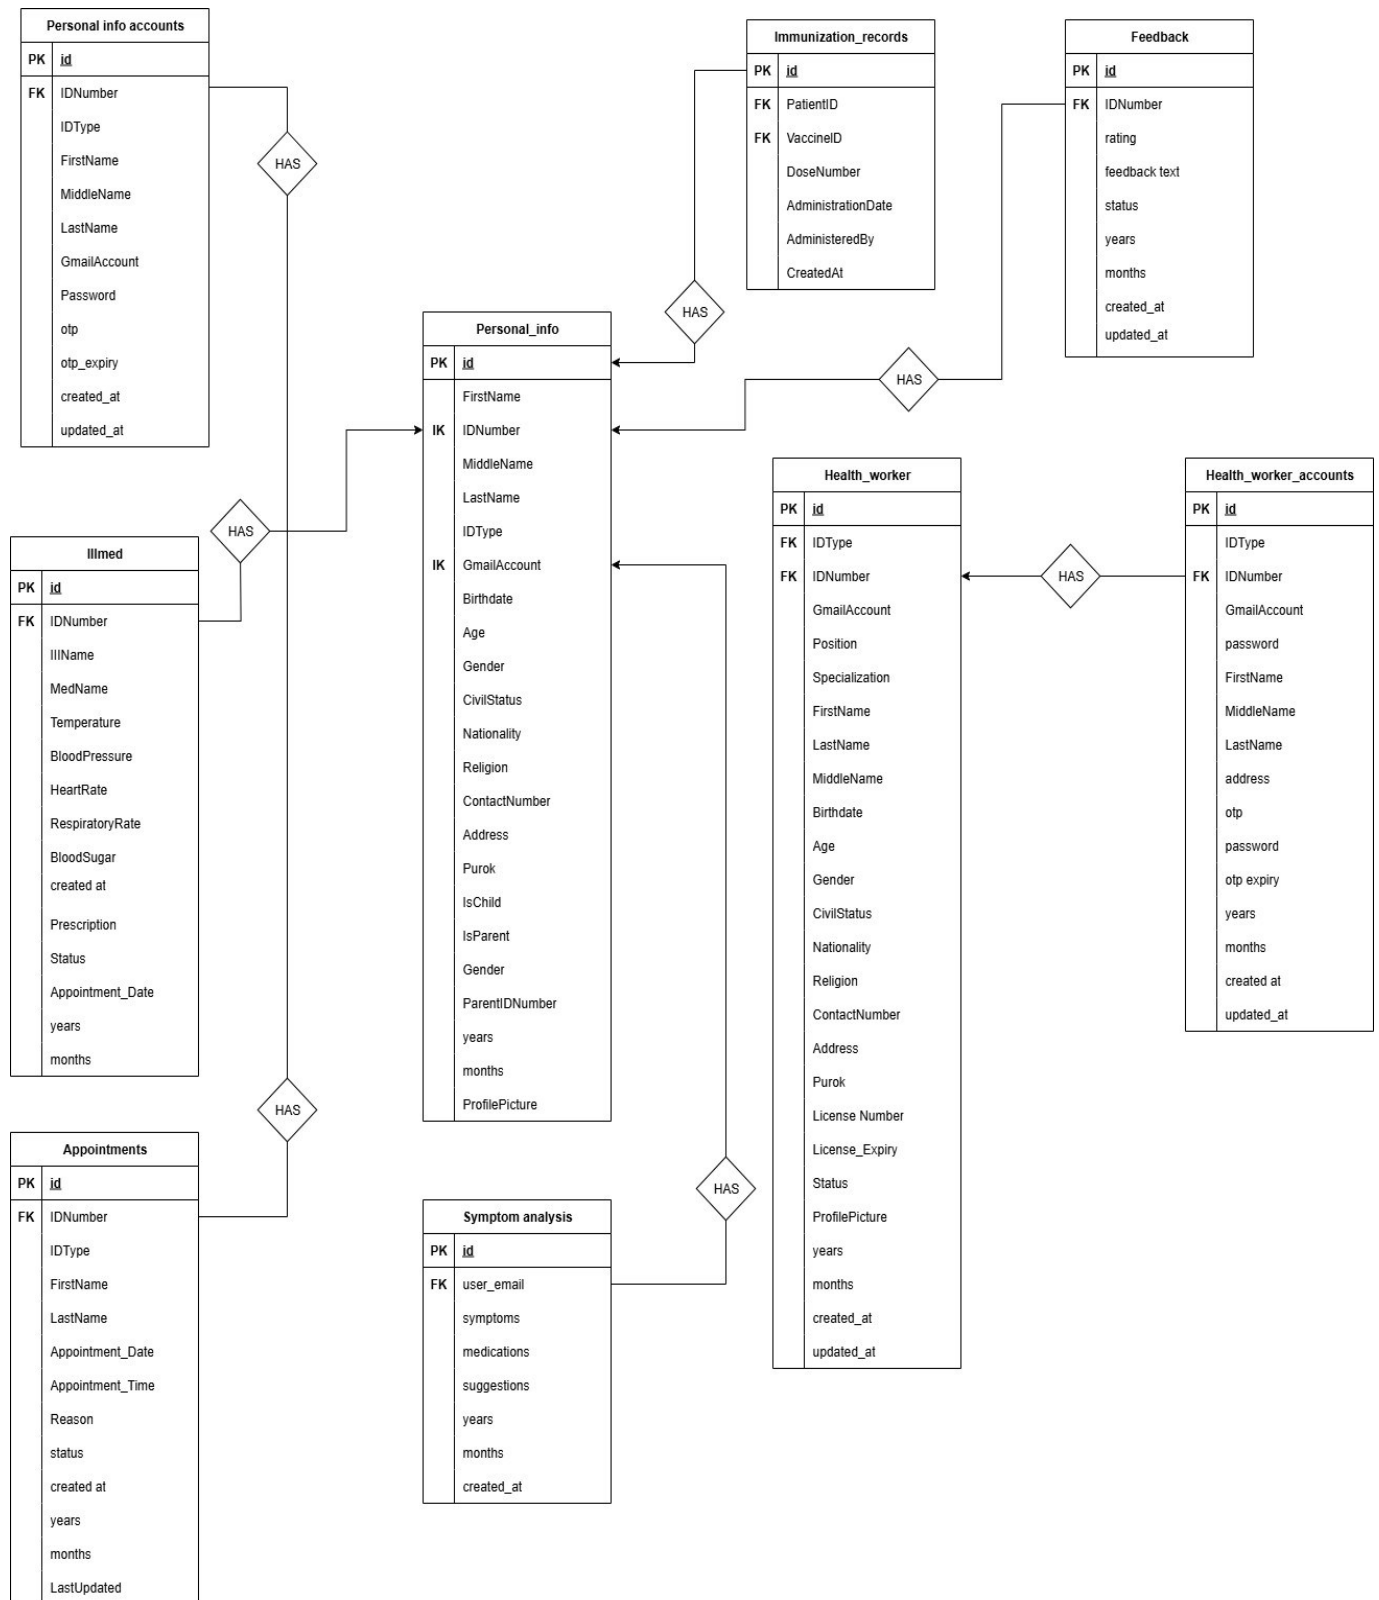 Personal info accounts
PK id
FK IDNumber
IDType
FirstName
MiddleName
LastName
GmailAccount
Password
otp
otp_expiry
created_at
updated_at
HAS
Immunization_records
PK id
FK PatientID
FK VaccineID
DoseNumber
AdministrationDate
AdministeredBy
CreatedAt
HAS
Feedback
PK id
FK IDNumber
rating
feedback text
status
years
months
created_at
updated_at
HAS
Personal_info
PK id
FirstName
IK IDNumber
MiddleName
LastName
IDType
IK GmailAccount
Birthdate
Age
Gender
CivilStatus
Nationality
Religion
ContactNumber
Address
Purok
IsChild
IsParent
Gender
ParentIDNumber
years
months
ProfilePicture
HAS
Illmed
PK id
FK IDNumber
IllName
MedName
Temperature
BloodPressure
HeartRate
RespiratoryRate
BloodSugar
created at
Prescription
Status
Appointment_Date
years
months
Health_worker
PK id
FK IDType
FK IDNumber
GmailAccount
Position
Specialization
FirstName
LastName
MiddleName
Birthdate
Age
Gender
CivilStatus
Nationality
Religion
ContactNumber
Address
Purok
License Number
License_Expiry
Status
ProfilePicture
years
months
created_at
updated_at
HAS
Health_worker_accounts
PK id
IDType
FK IDNumber
GmailAccount
password
FirstName
MiddleName
LastName
address
otp
password
otp expiry
years
months
created at
updated_at
HAS
Appointments
PK id
FK IDNumber
IDType
FirstName
LastName
Appointment_Date
Appointment_Time
Reason
status
created at
years
months
LastUpdated
HAS
Symptom analysis
PK id
FK user_email
symptoms
medications
suggestions
years
months
created_at